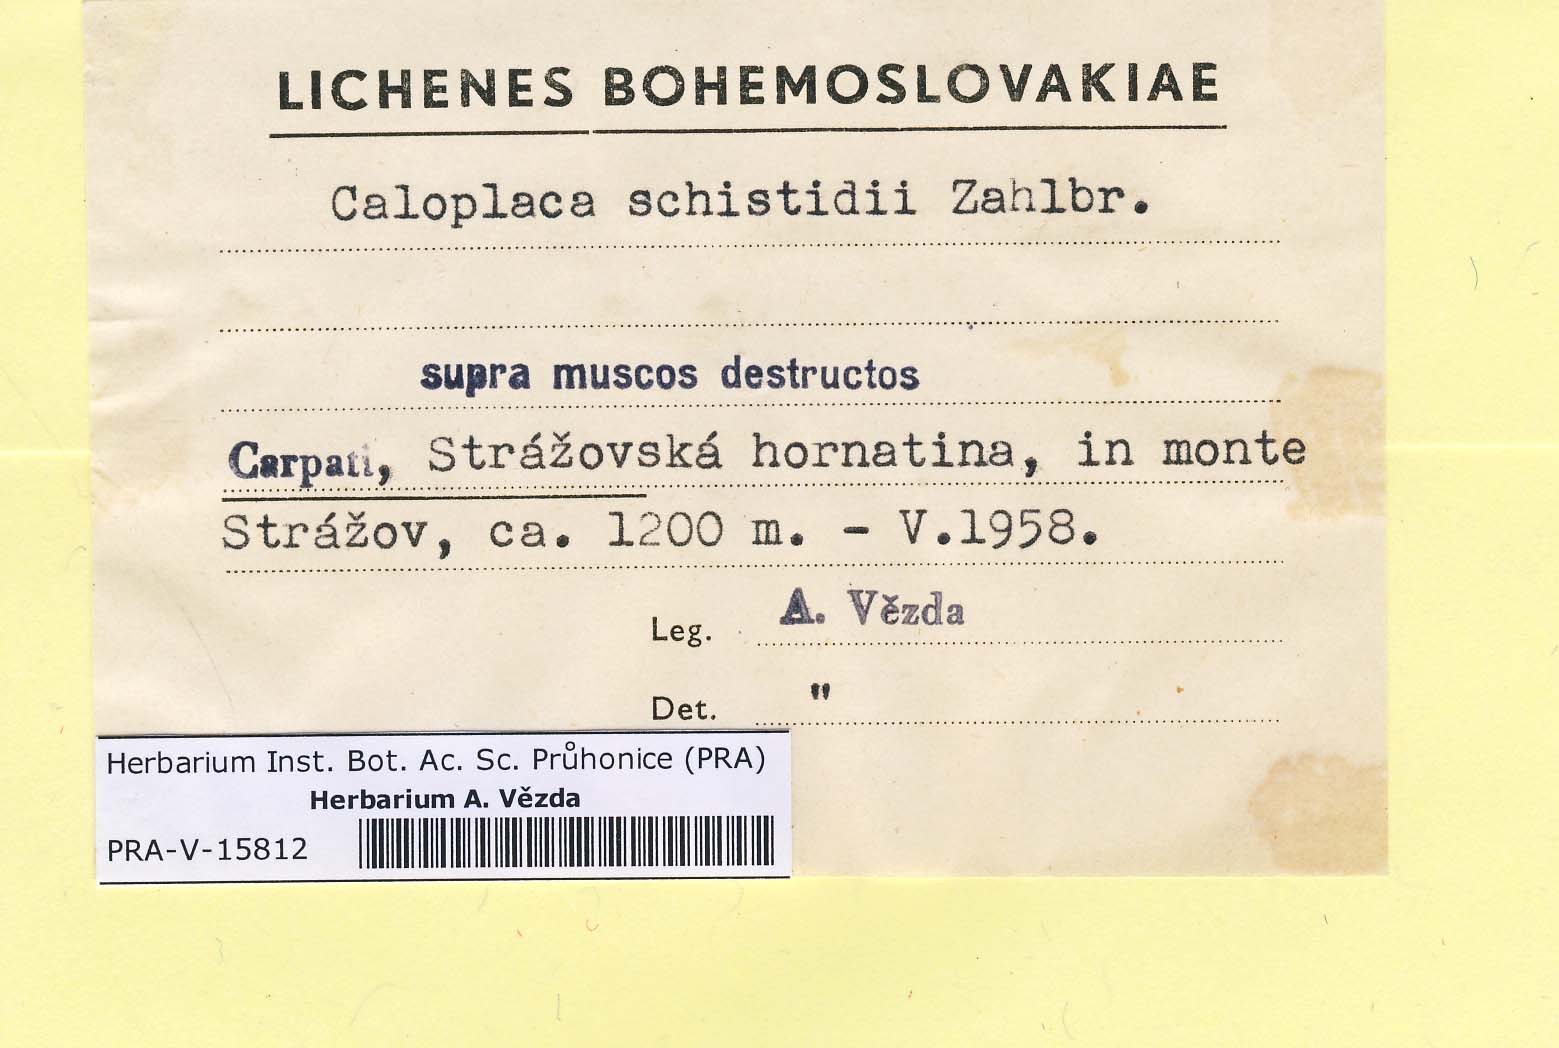 LICHENES BOHEMOSLOVAKIAE
Caloplaca schistidii Zahlbr.
supra muscos destructos
Carpati, Strážovská hornatina, in monte
Strážov, ca. 1200 m. - V.1958.
Leg. A. Vězda
Det. "
Herbarium Inst. Bot. Ac. Sc. Průhonice (PRA)
Herbarium A. Vězda
PRA-V-15812